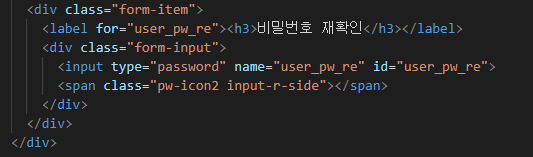 <div class="form-item">
<label for="user_pw_re"><h3>비밀번호 재확인</h3></label>
<div class="form-input">
<input type="password" name="user_pw_re" id="user_pw_re">
<span class="pw-icon2 input-r-side"></span>
</div>
</div>
</div>